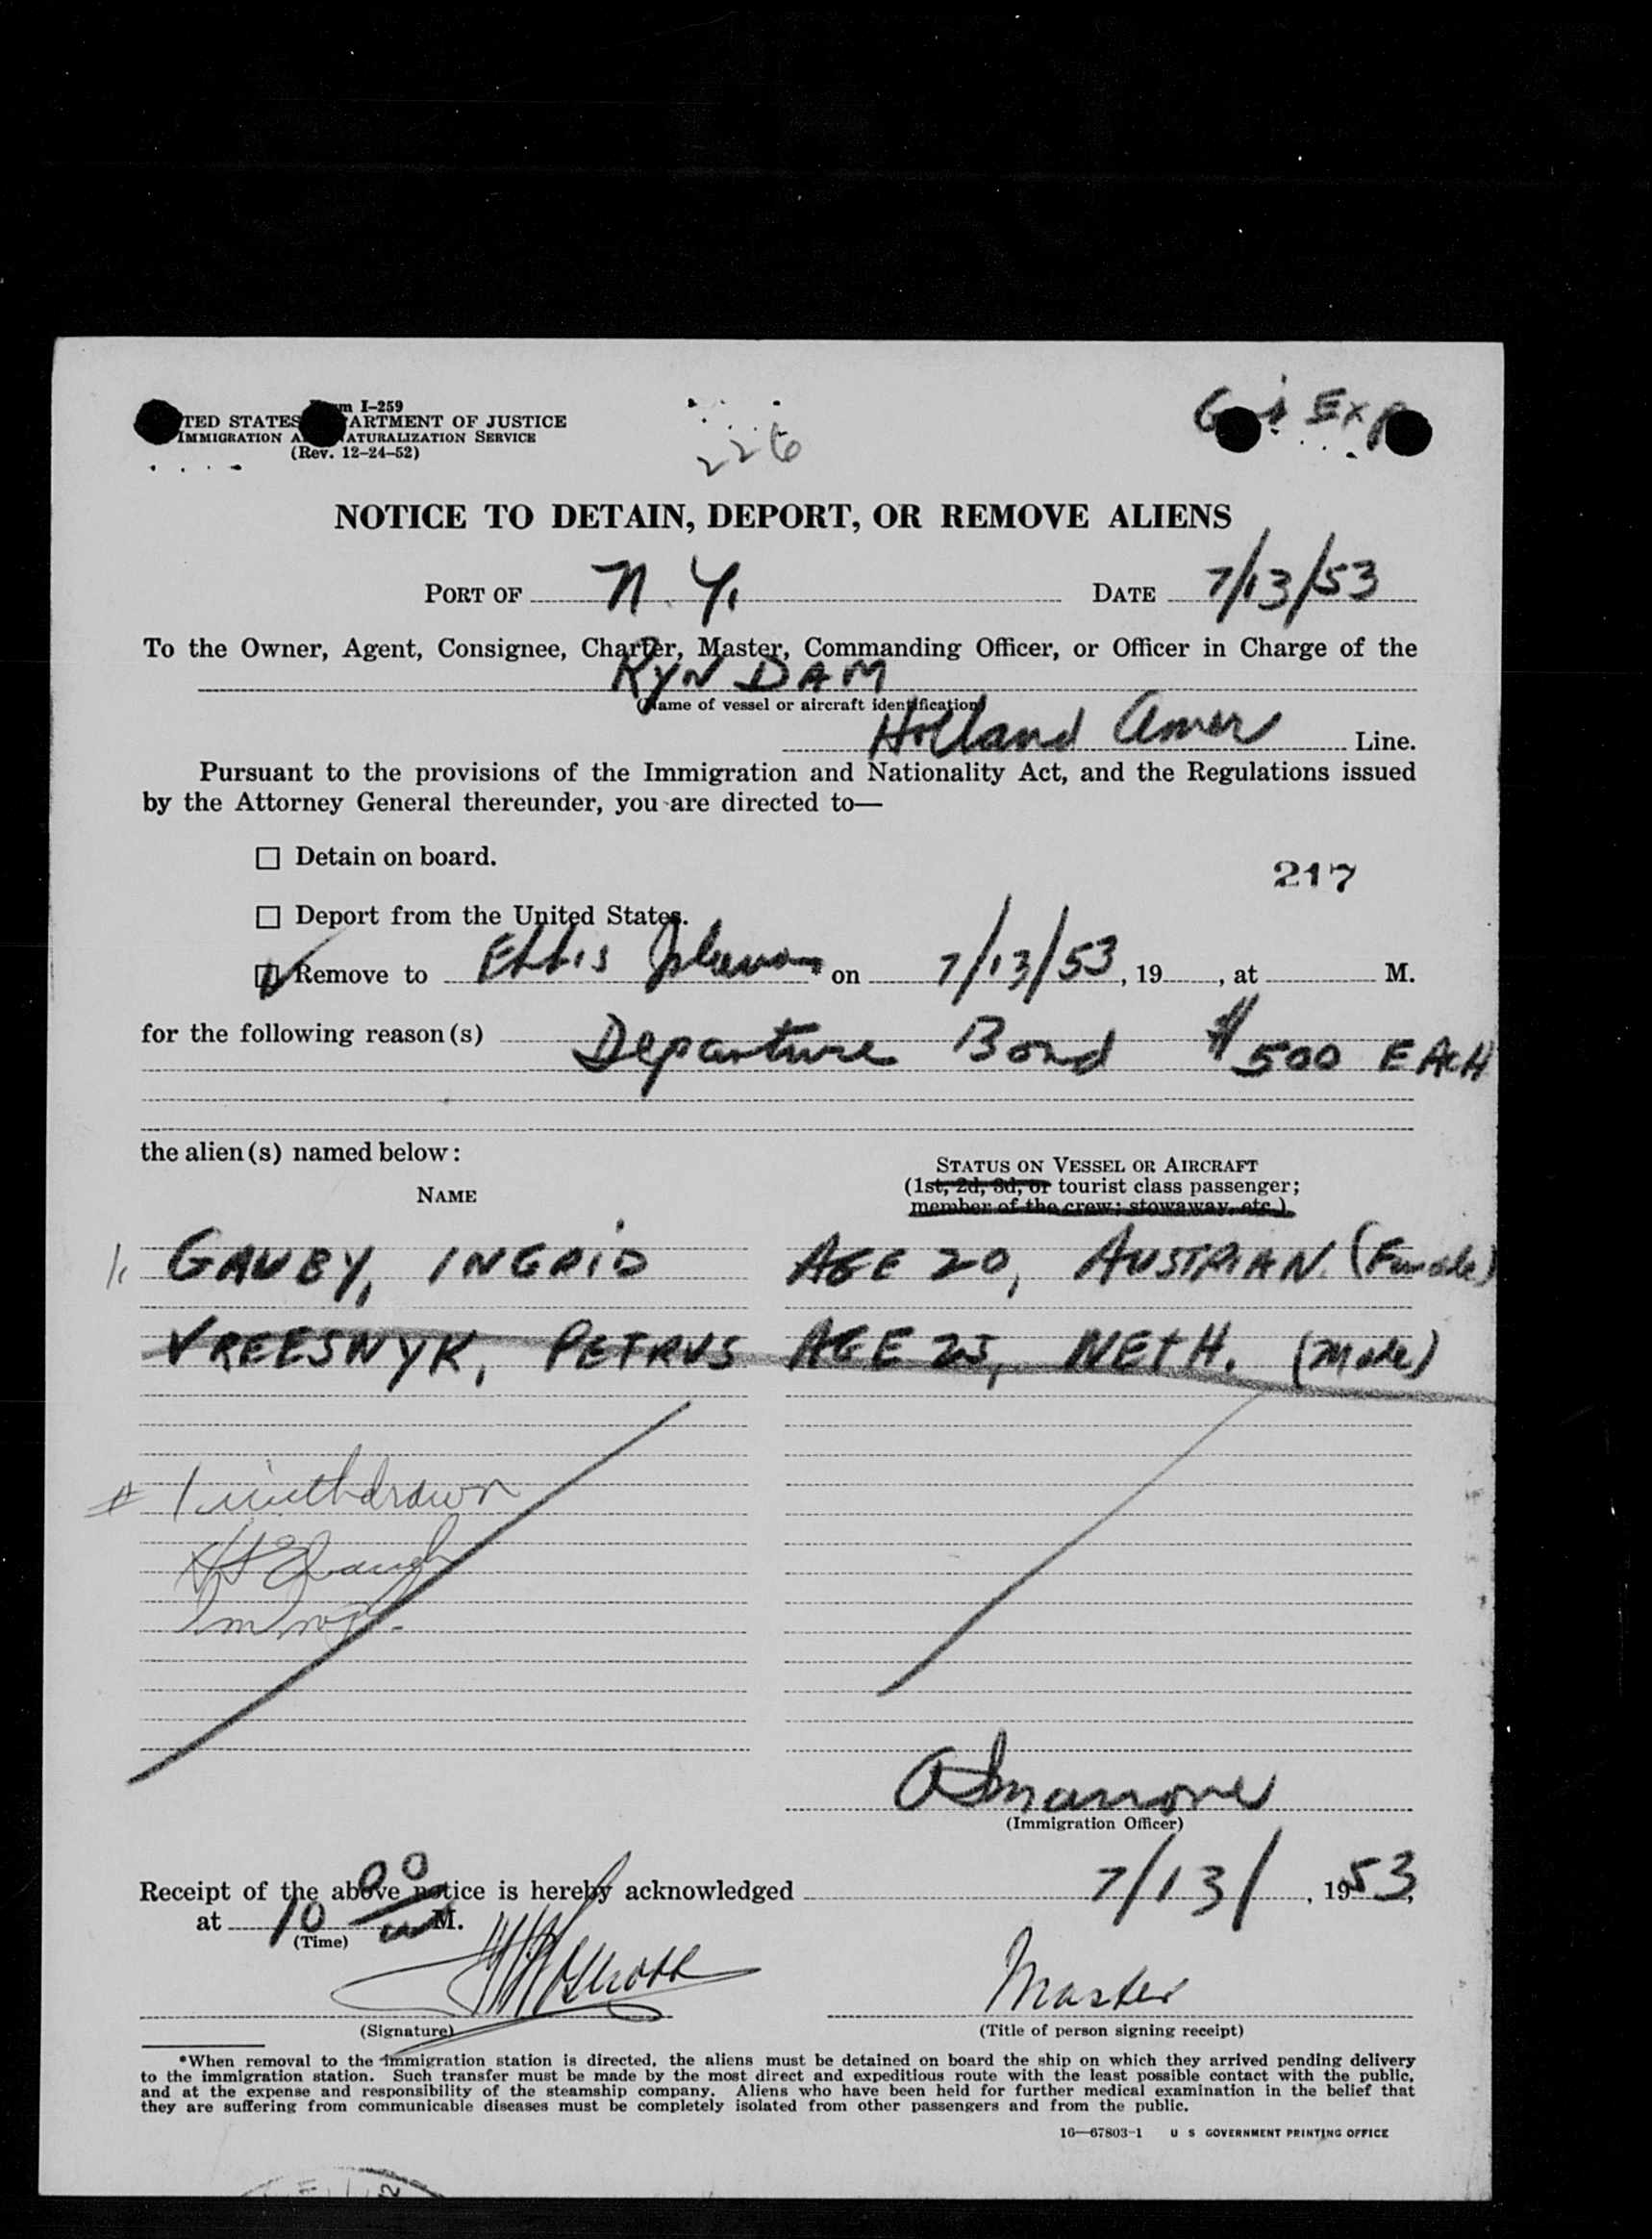 Form I-259
UNITED STATES DEPARTMENT OF JUSTICE
IMMIGRATION AND NATURALIZATION SERVICE
(Rev. 12-24-52)
226
Exp
NOTICE TO DETAIN, DEPORT, OR REMOVE ALIENS
PORT OF N.Y. DATE 7/13/53
To the Owner, Agent, Consignee, Charter, Master, Commanding Officer, or Officer in Charge of the
RYN DAM
(Name of vessel or aircraft identification)
Holland Amer Line.
Pursuant to the provisions of the Immigration and Nationality Act, and the Regulations issued
by the Attorney General thereunder, you are directed to—
☐ Detain on board.
217
☐ Deport from the United States.
☑ Remove to Ellis Island on 7/13/53, 19, at M.
for the following reason(s) Departure Bond $500 EACH
the alien(s) named below:
STATUS ON VESSEL OR AIRCRAFT
(1st, 2d, 3d, or tourist class passenger;
member of the crew; stowaway, etc.)
NAME
1. GAUBY, INGRID AGE 20, AUSTRIAN. (Female)
VREESNYK, PETRUS AGE 25, NETH. (Male)
# 1 withdrawn
(Immigration Officer)
Receipt of the above notice is hereby acknowledged 7/13/, 1953,
at 10 00 M.
(Time)
Master
(Signature) (Title of person signing receipt)
*When removal to the immigration station is directed, the aliens must be detained on board the ship on which they arrived pending delivery
to the immigration station. Such transfer must be made by the most direct and expeditious route with the least possible contact with the public,
and at the expense and responsibility of the steamship company. Aliens who have been held for further medical examination in the belief that
they are suffering from communicable diseases must be completely isolated from other passengers and from the public.
16—67803-1 U S GOVERNMENT PRINTING OFFICE